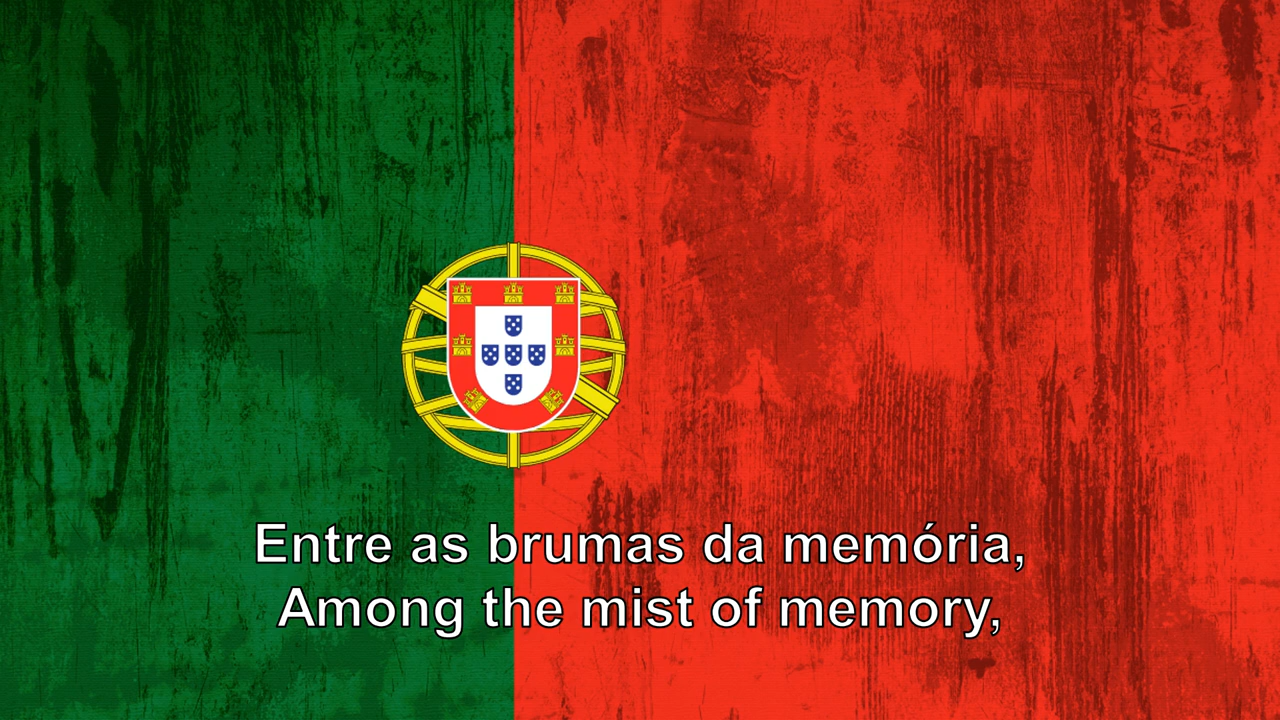 Entre as brumas da memória,
Among the mist of memory,